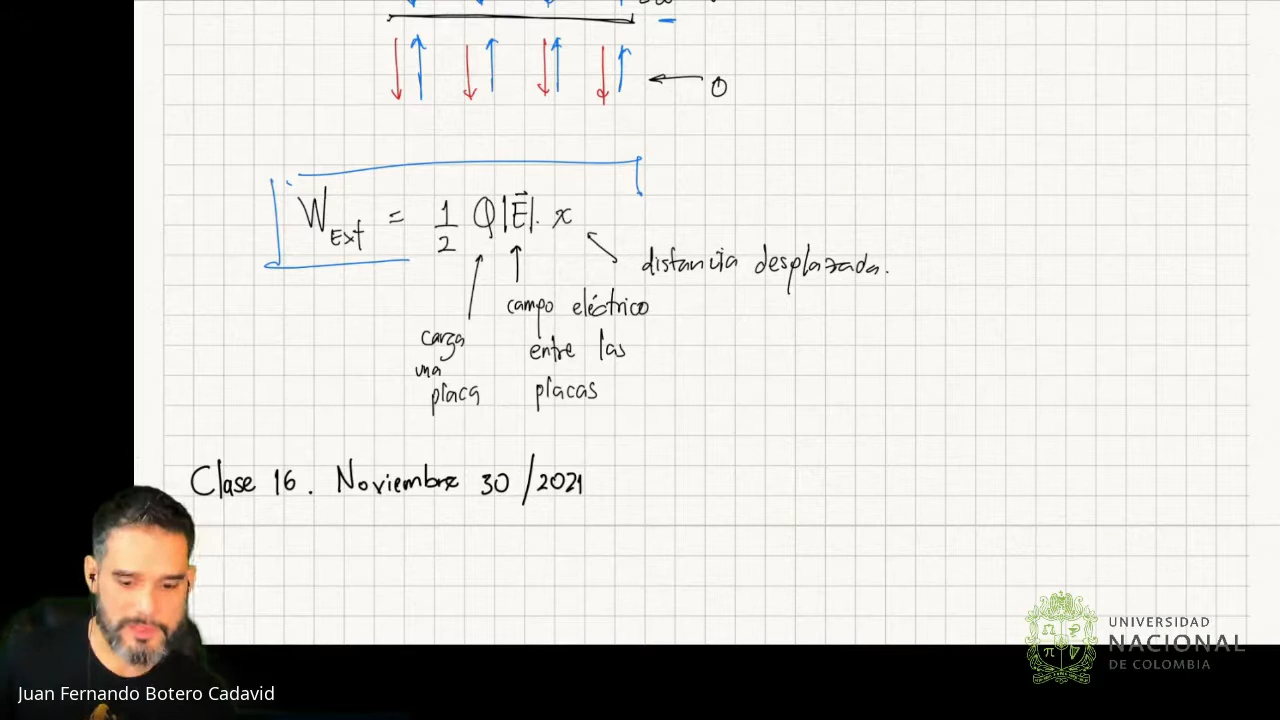 0
W_Ext = 1/2 Q|E⃗|. x
distancia desplazada.
campo eléctrico
entre las
placas
carga
una
placa
Clase 16. Noviembre 30/2021
UNIVERSIDAD
NACIONAL
DE COLOMBIA
Juan Fernando Botero Cadavid